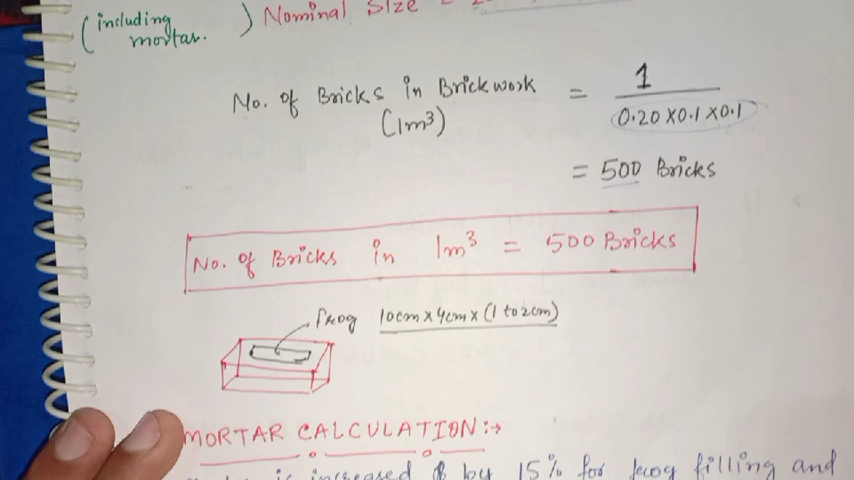 (including mortar.) Nominal Size =
No. of Bricks in Brickwork = 1
(1m³) 0.20 x 0.1 x 0.1
= 500 Bricks
No. of Bricks in 1m³ = 500 Bricks
Frog 10cm x 4cm x (1 to 2cm)
MORTAR CALCULATION:→
is increased by 15% for frog filling and